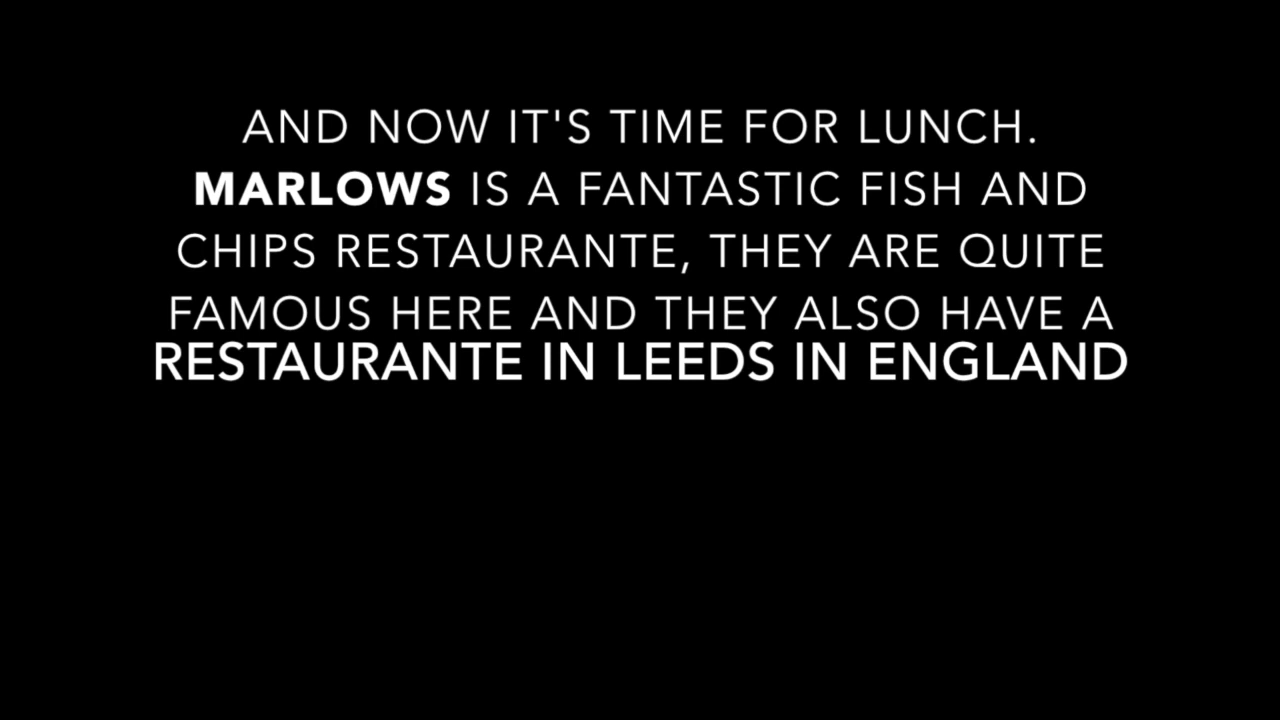 AND NOW IT'S TIME FOR LUNCH.
MARLOWS IS A FANTASTIC FISH AND
CHIPS RESTAURANTE, THEY ARE QUITE
FAMOUS HERE AND THEY ALSO HAVE A
RESTAURANTE IN LEEDS IN ENGLAND